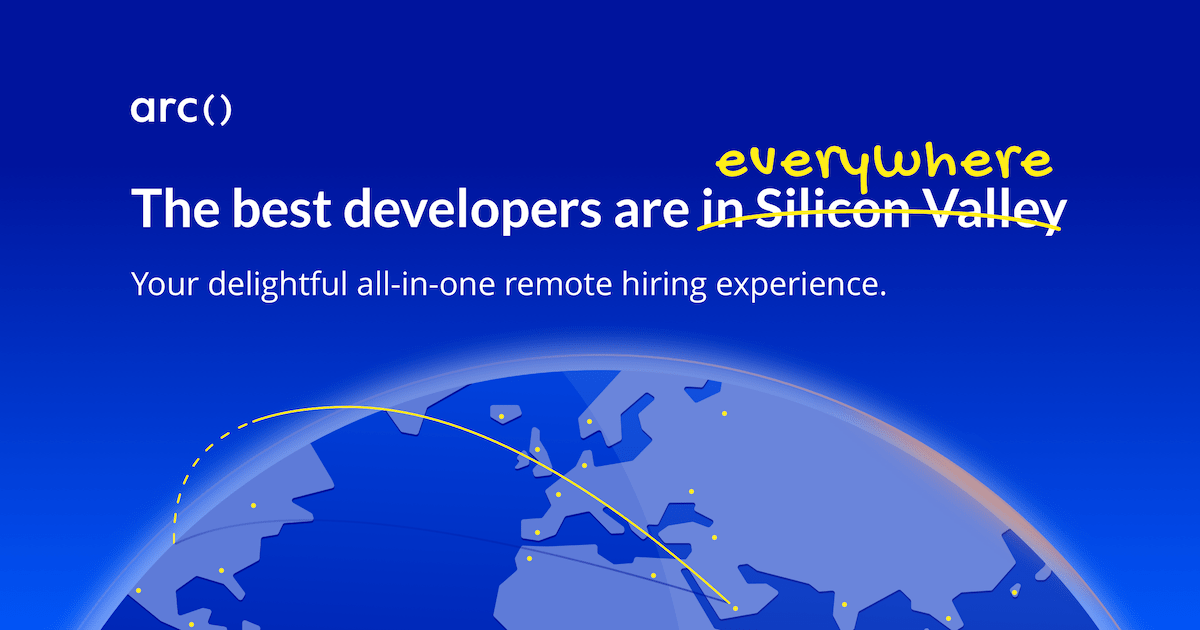 arc()
everywhere
The best developers are in Silicon Valley
Your delightful all-in-one remote hiring experience.